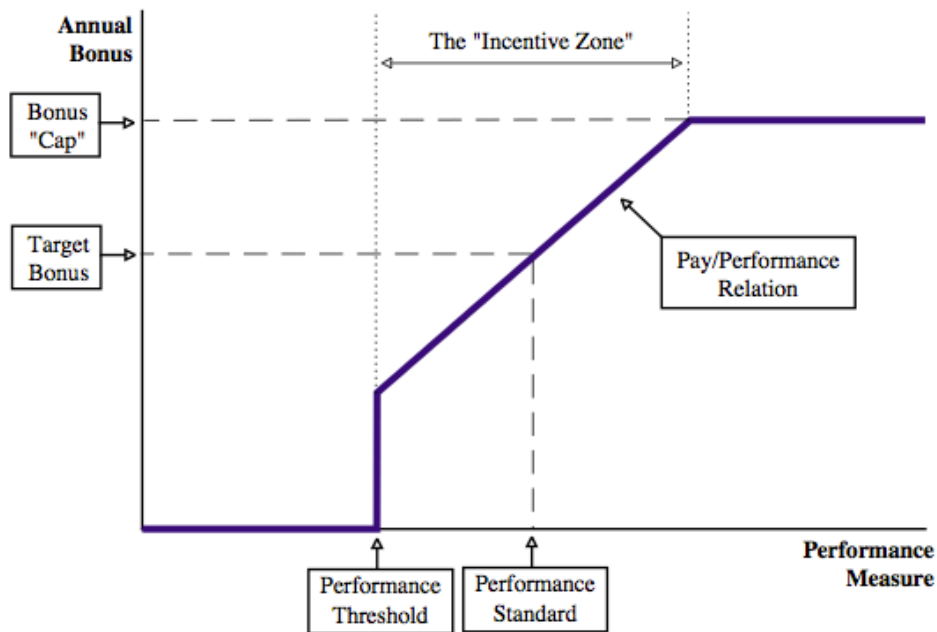 Annual
Bonus
The "Incentive Zone"
Bonus
"Cap"
Target
Bonus
Pay/Performance
Relation
Performance
Measure
Performance
Threshold
Performance
Standard